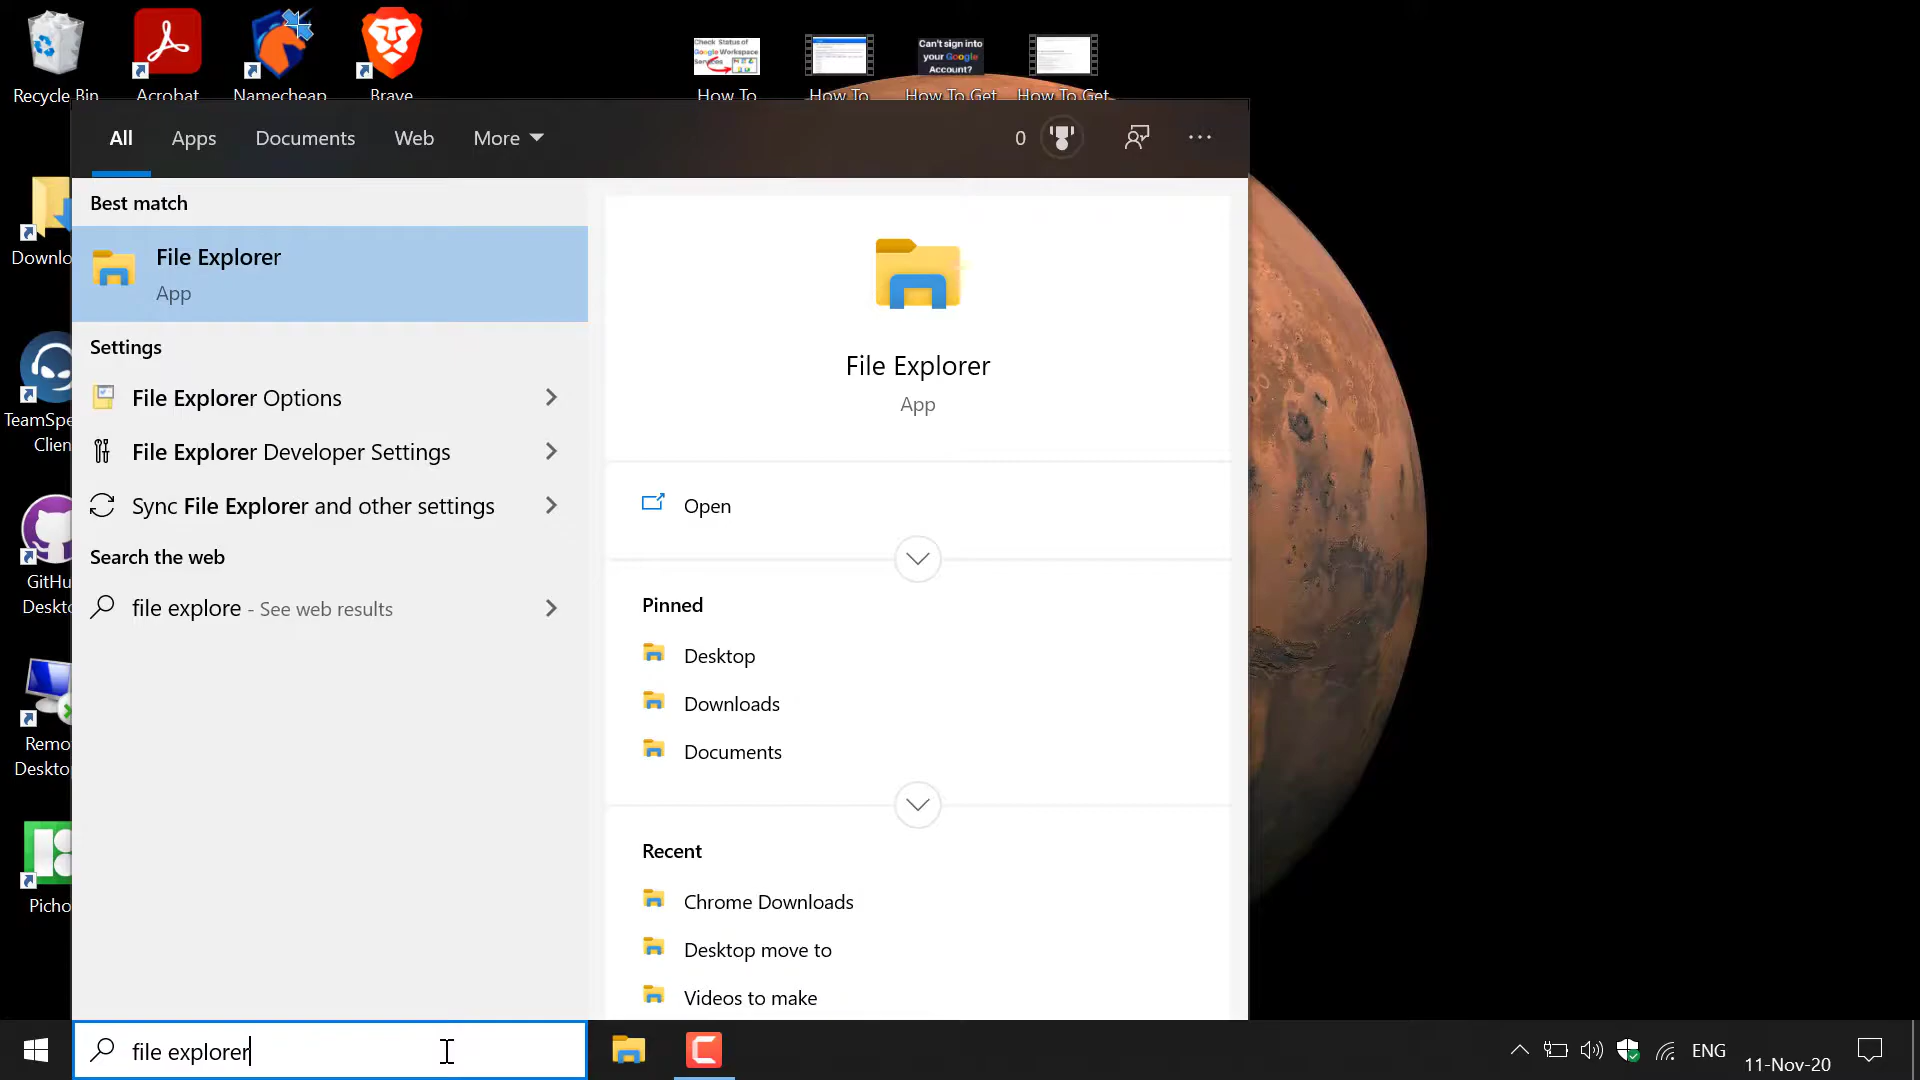 Recycle Bin
Acrobat
Namecheap
Brave
Check Status of
Google Workspace
Services
How To
How To
Can't sign into
your Google
Account?
How To Get
How To Get
All
Apps
Documents
Web
More
0
Best match
File Explorer
App
Settings
File Explorer Options
File Explorer Developer Settings
Sync File Explorer and other settings
Search the web
file explore - See web results
File Explorer
App
Open
Pinned
Desktop
Downloads
Documents
Recent
Chrome Downloads
Desktop move to
Videos to make
Downlo
TeamSpe
Clien
GitHu
Deskto
Remo
Deskto
Picho
file explorer
ENG
11-Nov-20